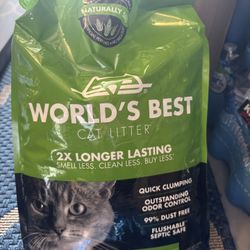 NATURALLY
WORLD'S BEST
CAT LITTER
2X LONGER LASTING
SMELL LESS. CLEAN LESS. BUY LESS.
QUICK CLUMPING
OUTSTANDING
ODOR CONTROL
99% DUST FREE
FLUSHABLE
SEPTIC SAFE